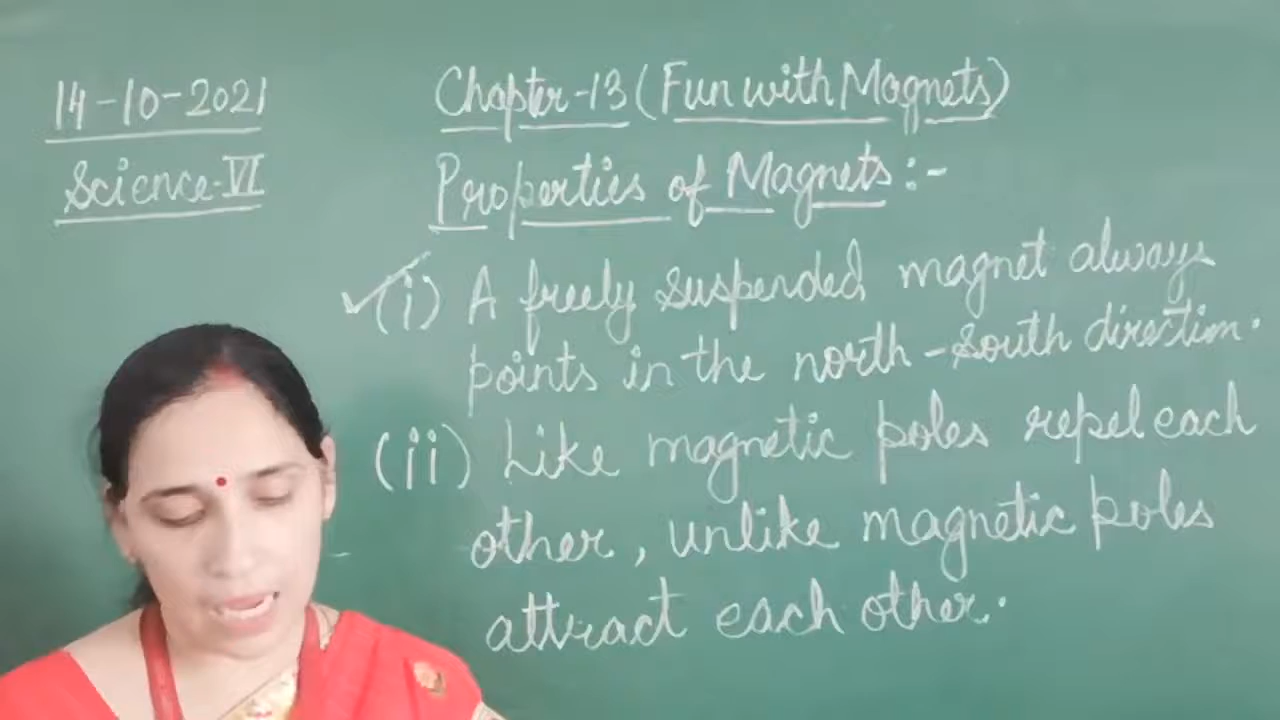 14-10-2021
Science-VI
Chapter-13 (Fun with Magnets)
Properties of Magnets:-
(i) A freely suspended magnet always
points in the north-south direction.
(ii) Like magnetic poles repel each
other, unlike magnetic poles
attract each other.